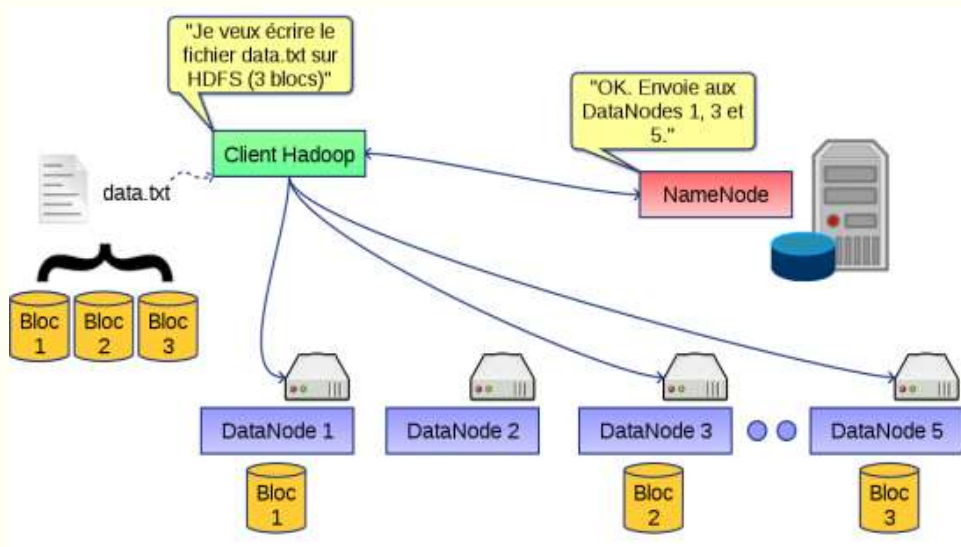 "Je veux écrire le
fichier data.txt sur
HDFS (3 blocs)"
"OK. Envoie aux
DataNodes 1, 3 et
5."
Client Hadoop
NameNode
data.txt
Bloc
1
Bloc
2
Bloc
3
DataNode 1
DataNode 2
DataNode 3
DataNode 5
Bloc
1
Bloc
2
Bloc
3